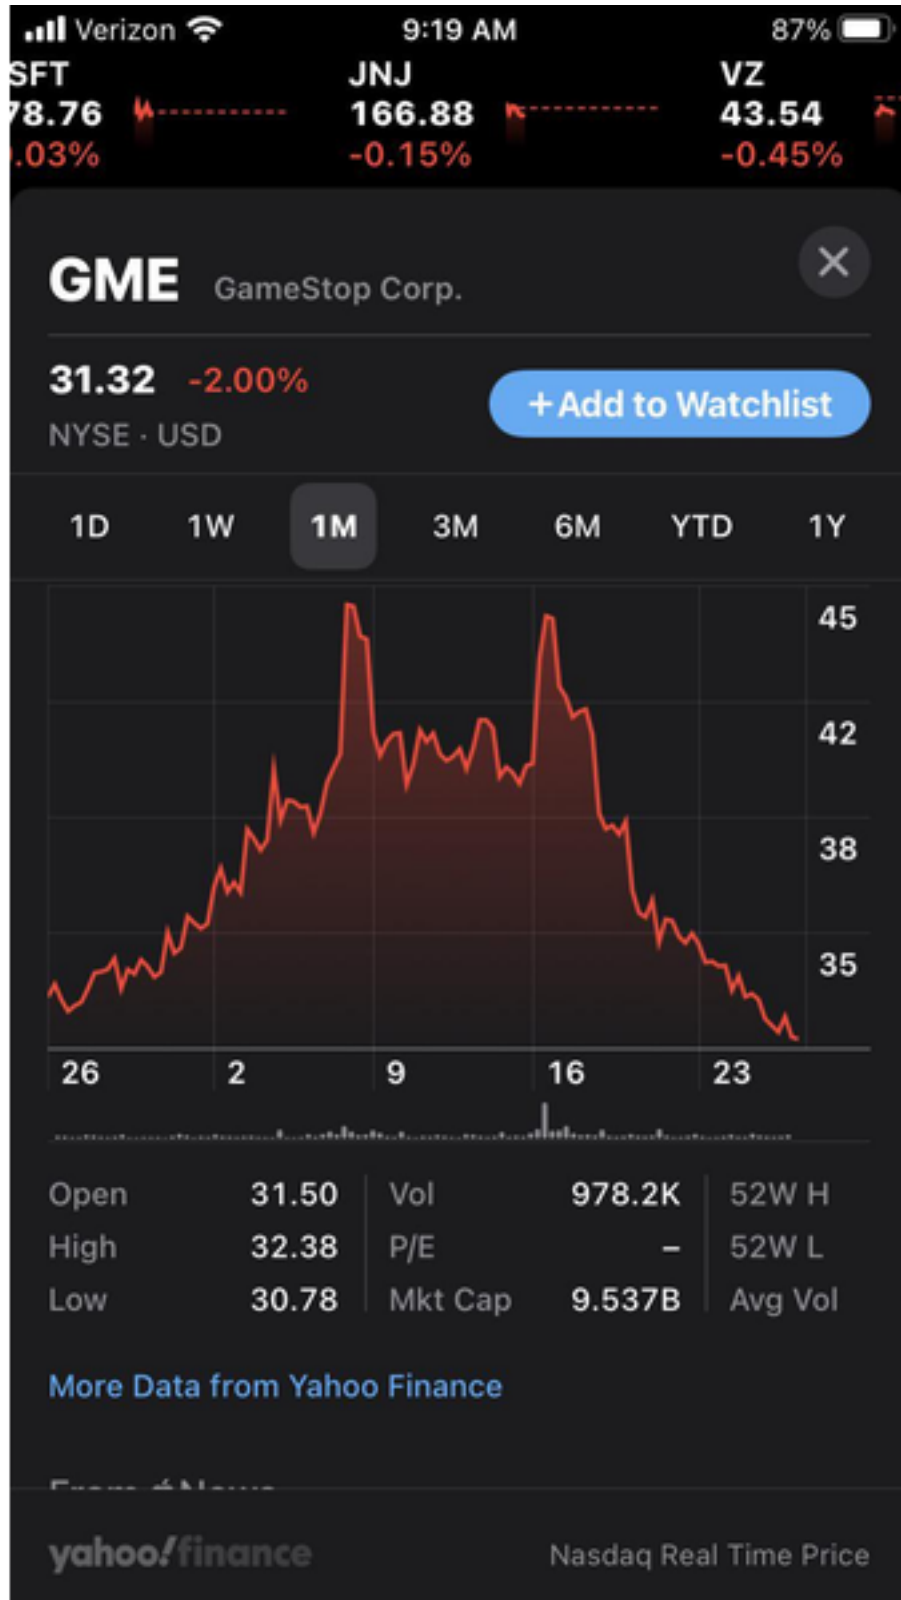 Verizon 9:19 AM 87%
SFT JNJ VZ
78.76 166.88 43.54
.03% -0.15% -0.45%
GME GameStop Corp.
31.32 -2.00%
+Add to Watchlist
NYSE · USD
1D 1W 1M 3M 6M YTD 1Y
45
42
38
35
26 2 9 16 23
Open 31.50 Vol 978.2K 52W H
High 32.38 P/E – 52W L
Low 30.78 Mkt Cap 9.537B Avg Vol
More Data from Yahoo Finance
From News
yahoo!finance Nasdaq Real Time Price